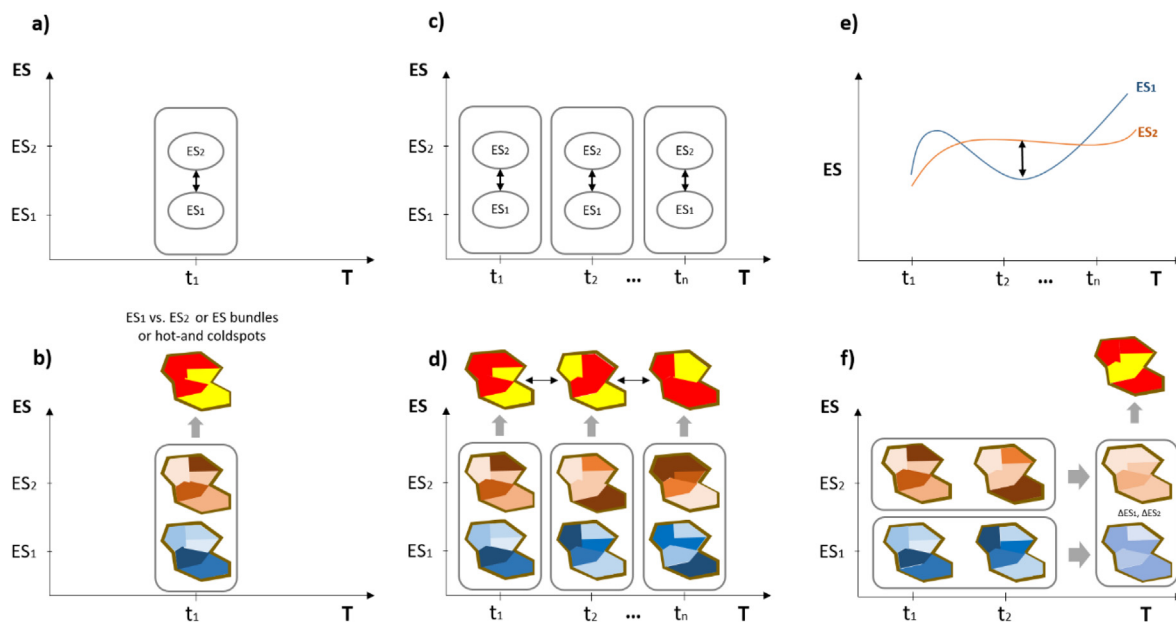 a)
ES
ES₂
ES₁
ES₂
ES₁
t₁
T
c)
ES
ES₂
ES₁
ES₂
ES₁
ES₂
ES₁
ES₂
ES₁
t₁
t₂
...
tₙ
T
e)
ES
ES₁
ES₂
t₁
t₂
...
tₙ
T
ES₁ vs. ES₂ or ES bundles
or hot-and coldspots
b)
ES
ES₂
ES₁
t₁
T
d)
ES
ES₂
ES₁
t₁
t₂
...
tₙ
T
f)
ES
ES₂
ΔES₁, ΔES₂
ES₁
t₁
t₂
T